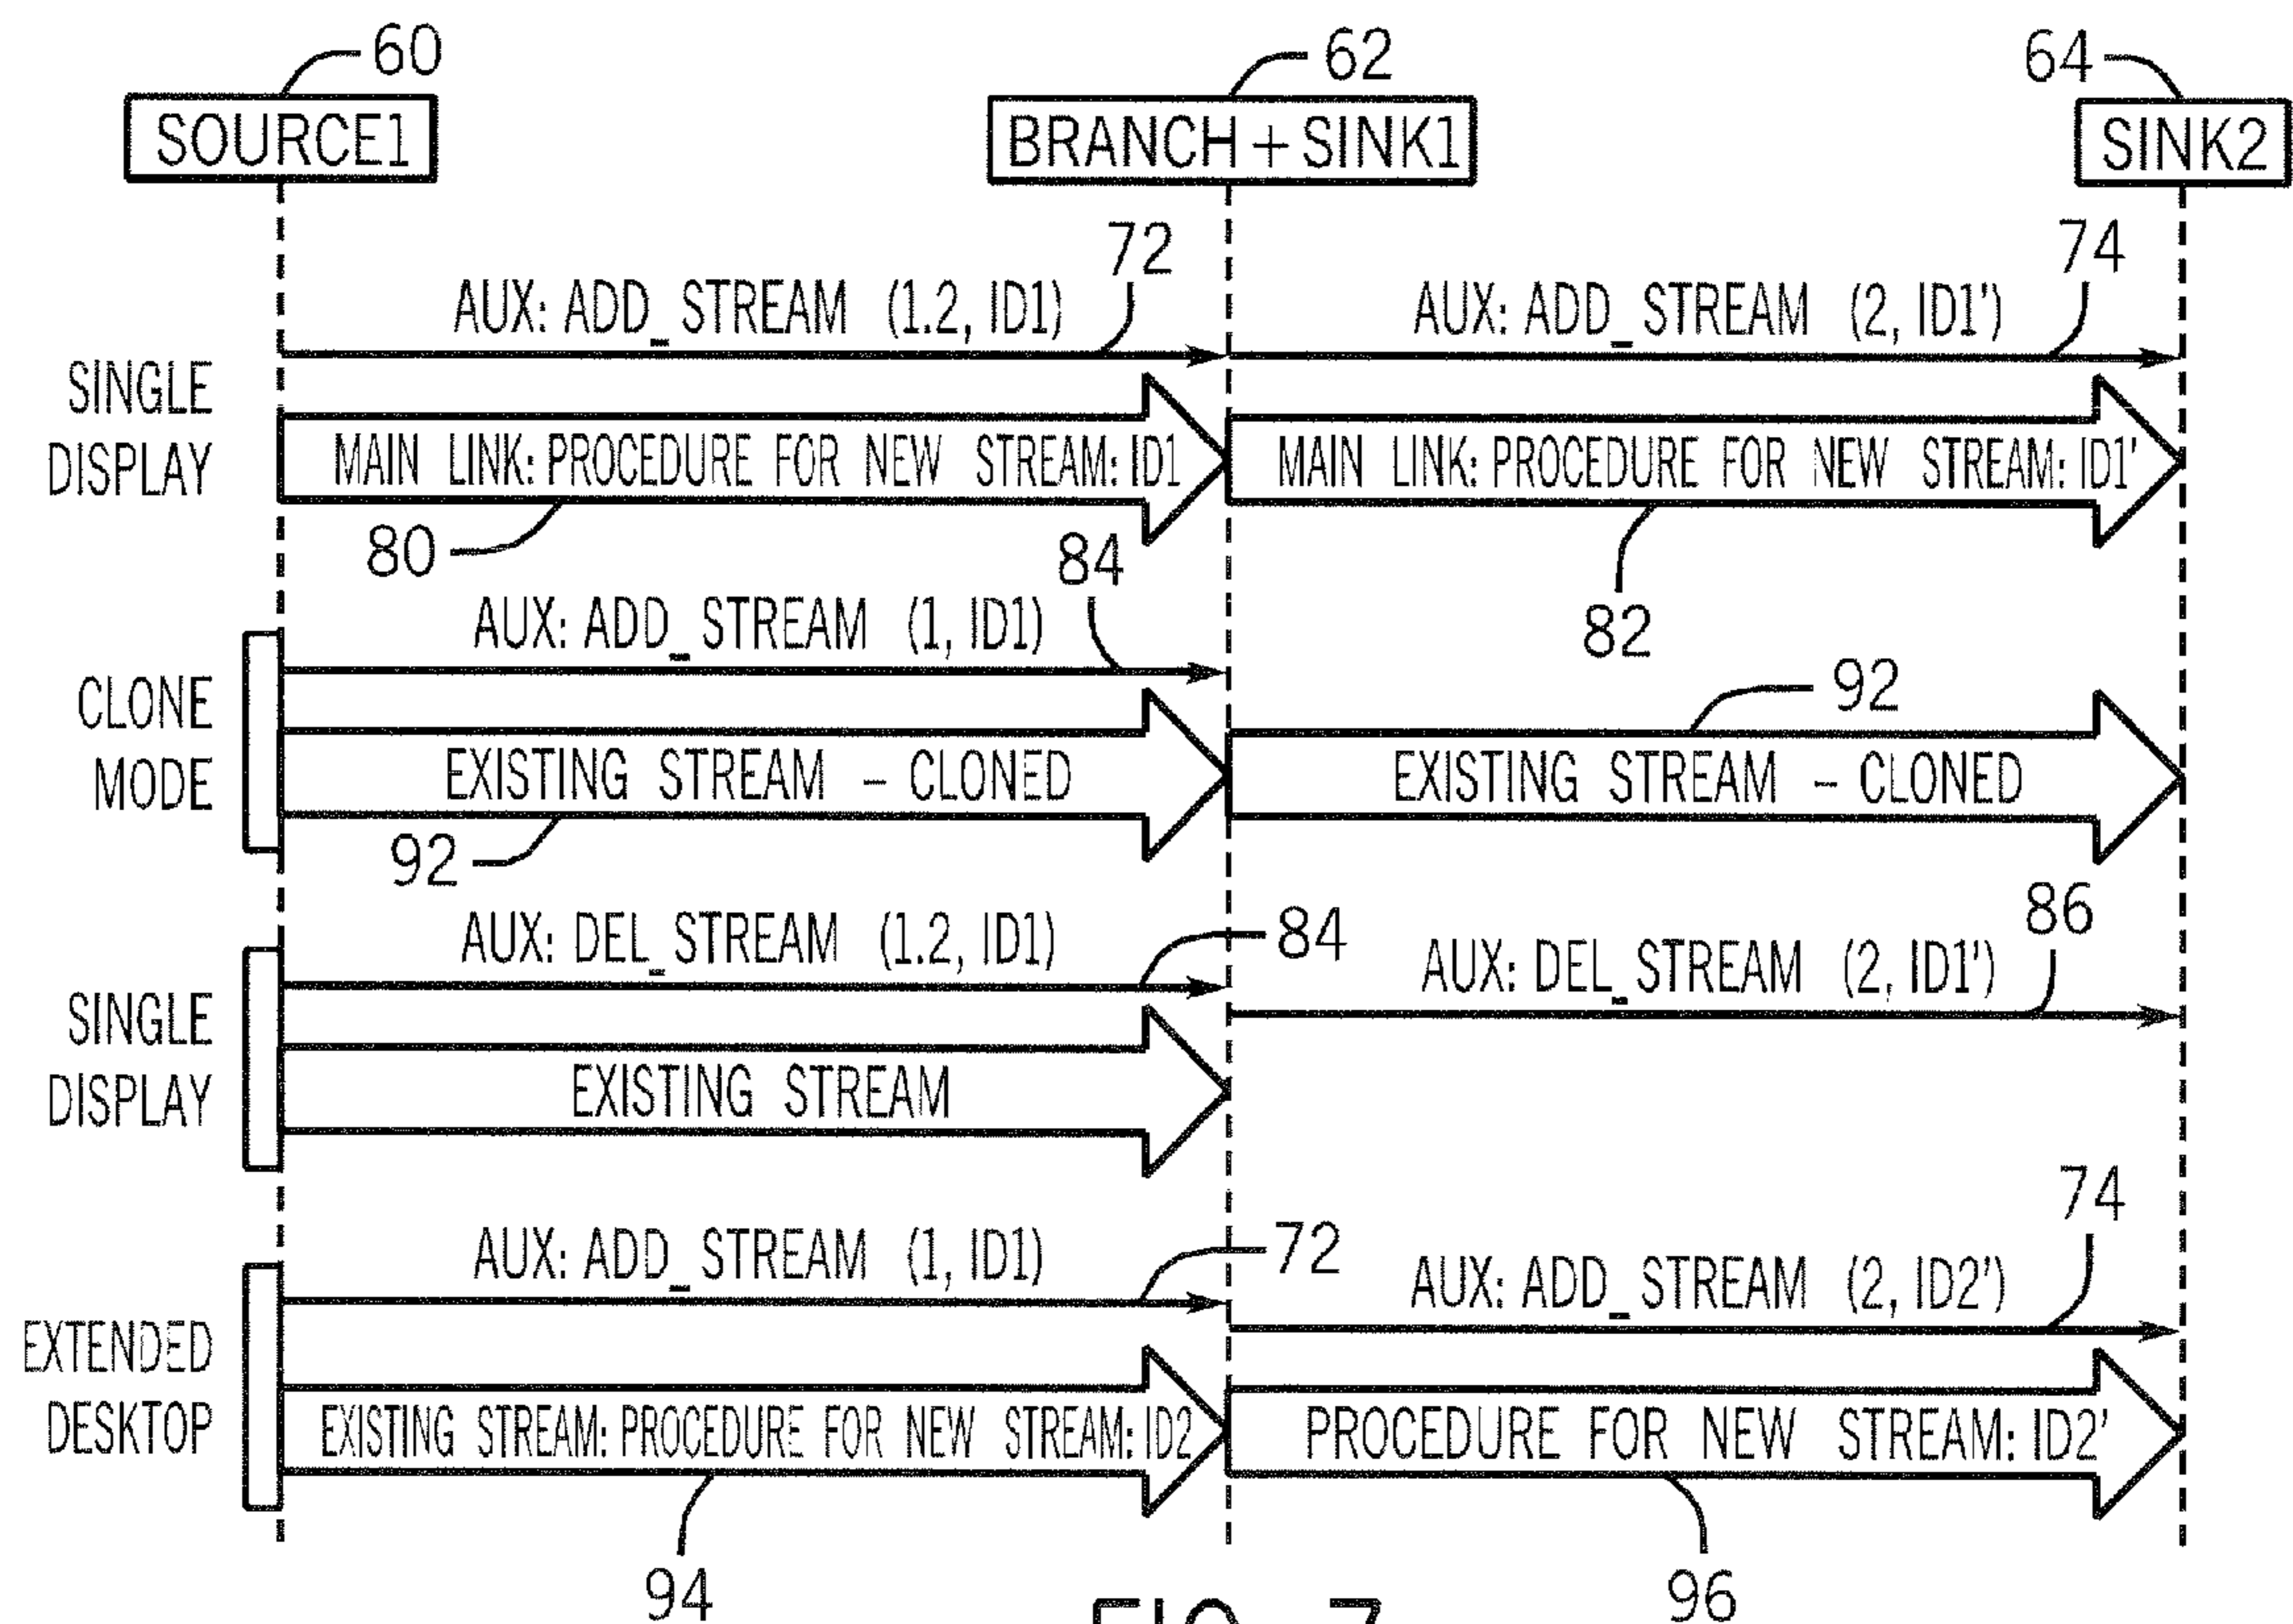 60
62
64
SOURCE1
BRANCH + SINK1
SINK2
72
74
AUX: ADD_STREAM (1.2, ID1)
AUX: ADD_STREAM (2, ID1')
SINGLE
DISPLAY
MAIN LINK: PROCEDURE FOR NEW STREAM: ID1
MAIN LINK: PROCEDURE FOR NEW STREAM: ID1'
80
82
84
AUX: ADD_STREAM (1, ID1)
CLONE
MODE
92
EXISTING STREAM – CLONED
EXISTING STREAM – CLONED
92
AUX: DEL_STREAM (1.2, ID1)
84
86
AUX: DEL_STREAM (2, ID1')
SINGLE
DISPLAY
EXISTING STREAM
AUX: ADD_STREAM (1, ID1)
72
74
AUX: ADD_STREAM (2, ID2')
EXTENDED
DESKTOP
EXISTING STREAM: PROCEDURE FOR NEW STREAM: ID2
PROCEDURE FOR NEW STREAM: ID2'
94
96
FIG. 7